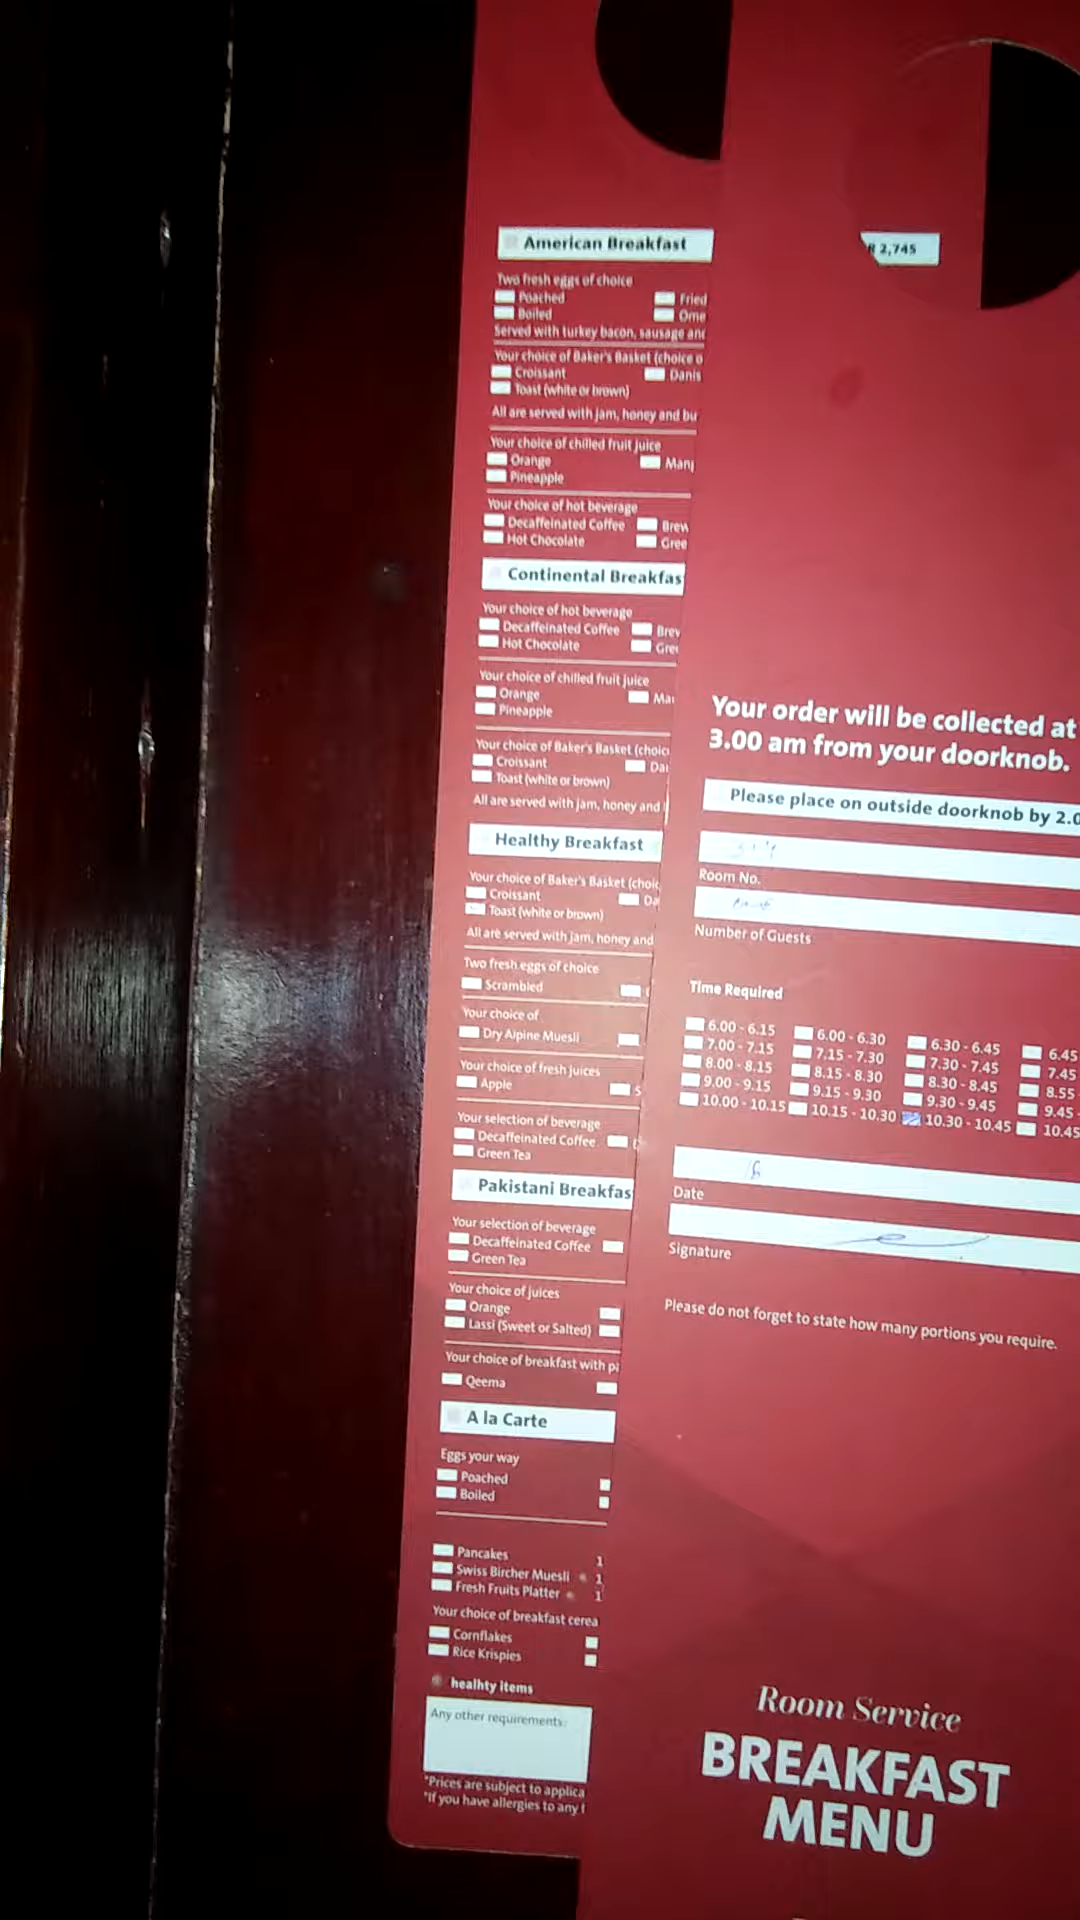 American Breakfast
Two fresh eggs of choice
Poached Fried
Boiled Ome
Served with turkey bacon, sausage and
Your choice of Baker's Basket (choice o
Croissant Danis
Toast (white or brown)
All are served with jam, honey and bu
Your choice of chilled fruit juice
Orange Mang
Pineapple
Your choice of hot beverage
Decaffeinated Coffee Brew
Hot Chocolate Gree
Continental Breakfas
Your choice of hot beverage
Decaffeinated Coffee Brew
Hot Chocolate Gree
Your choice of chilled fruit juice
Orange Ma
Pineapple
Your choice of Baker's Basket (choic
Croissant Da
Toast (white or brown)
All are served with jam, honey and
Healthy Breakfast
Your choice of Baker's Basket (choic
Croissant Da
Toast (white or brown)
All are served with jam, honey and
Two fresh eggs of choice
Scrambled
Your choice of
Dry Alpine Muesli
Your choice of fresh juices
Apple S
Your selection of beverage
Decaffeinated Coffee
Green Tea
Pakistani Breakfas
Your selection of beverage
Decaffeinated Coffee
Green Tea
Your choice of juices
Orange
Lassi (Sweet or Salted)
Your choice of breakfast with pa
Qeema
A la Carte
Eggs your way
Poached
Boiled
Pancakes 1
Swiss Bircher Muesli 1
Fresh Fruits Platter 1
Your choice of breakfast cerea
Cornflakes
Rice Krispies
healhty items
Any other requirements:
*Prices are subject to applica
*If you have allergies to any f
R 2,745
Your order will be collected at
3.00 am from your doorknob.
Please place on outside doorknob by 2.0
Room No.
Number of Guests
Time Required
6.00 - 6.15 6.00 - 6.30 6.30 - 6.45 6.45
7.00 - 7.15 7.15 - 7.30 7.30 - 7.45 7.45
8.00 - 8.15 8.15 - 8.30 8.30 - 8.45 8.55
9.00 - 9.15 9.15 - 9.30 9.30 - 9.45 9.45 -
10.00 - 10.15 10.15 - 10.30 10.30 - 10.45 10.45
Date
Signature
Please do not forget to state how many portions you require.
Room Service
BREAKFAST
MENU